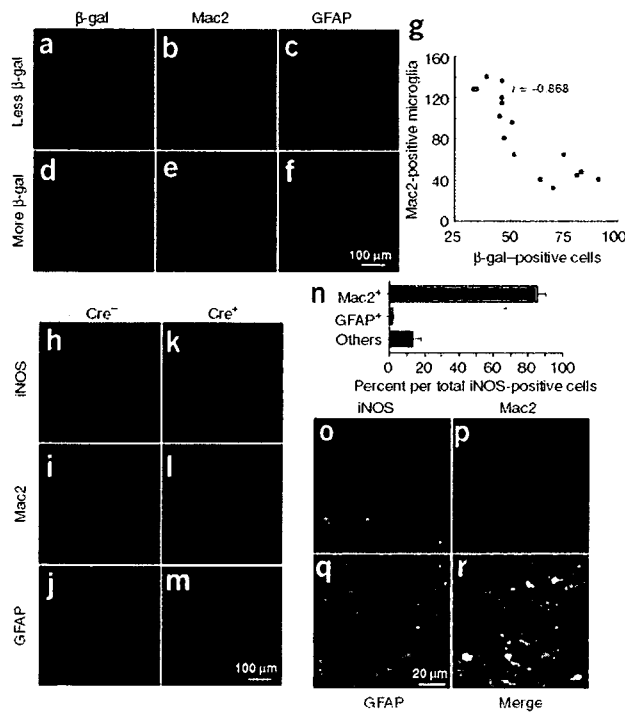 β-gal Mac2 GFAP
Less β-gal
a b c
More β-gal
d e f
100 μm
g
Mac2-positive microglia
160
120
80
40
0
r = –0.868
25 50 75 100
β-gal–positive cells
Cre– Cre+
iNOS
h k
Mac2
i l
GFAP
j m
100 μm
n
Mac2+
GFAP+
Others
0 20 40 60 80 100
Percent per total iNOS-positive cells
iNOS Mac2
o p
q r
20 μm
GFAP Merge